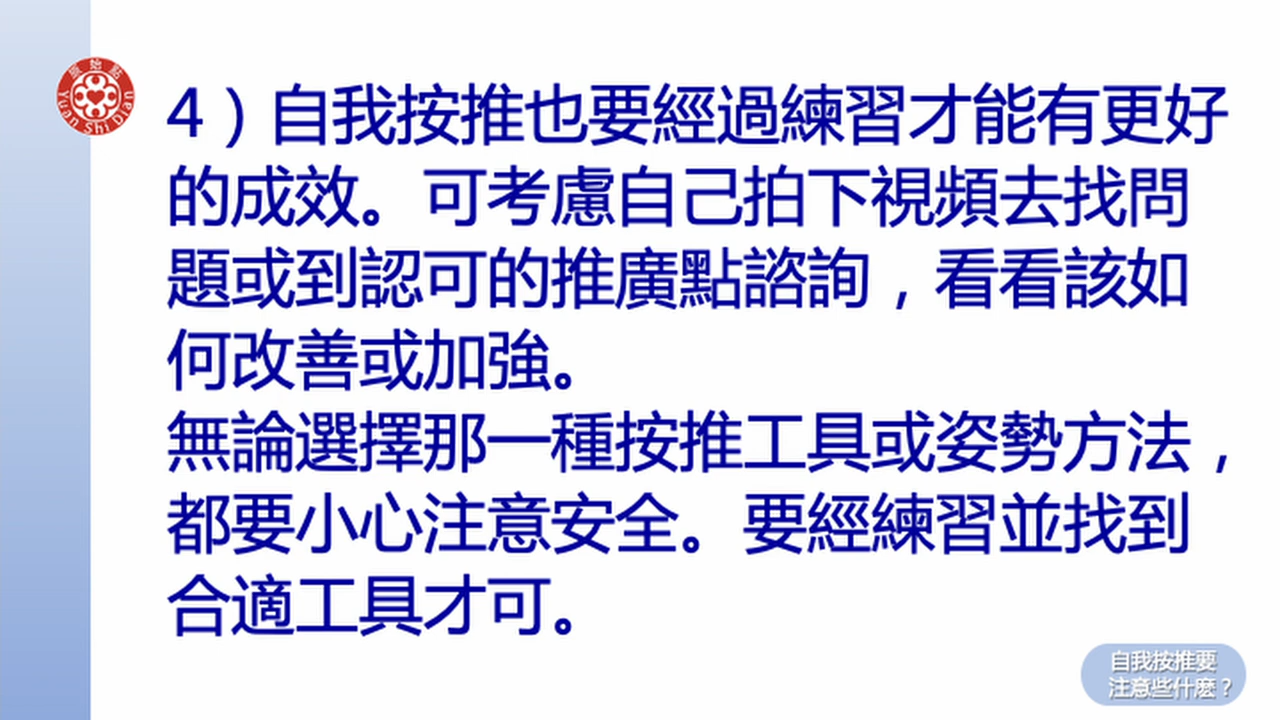 原始點
Yuan Shi Dian
4）自我按推也要經過練習才能有更好
的成效。可考慮自己拍下視頻去找問
題或到認可的推廣點諮詢，看看該如
何改善或加強。
無論選擇那一種按推工具或姿勢方法，
都要小心注意安全。要經練習並找到
合適工具才可。
自我按推要
注意些什麼？